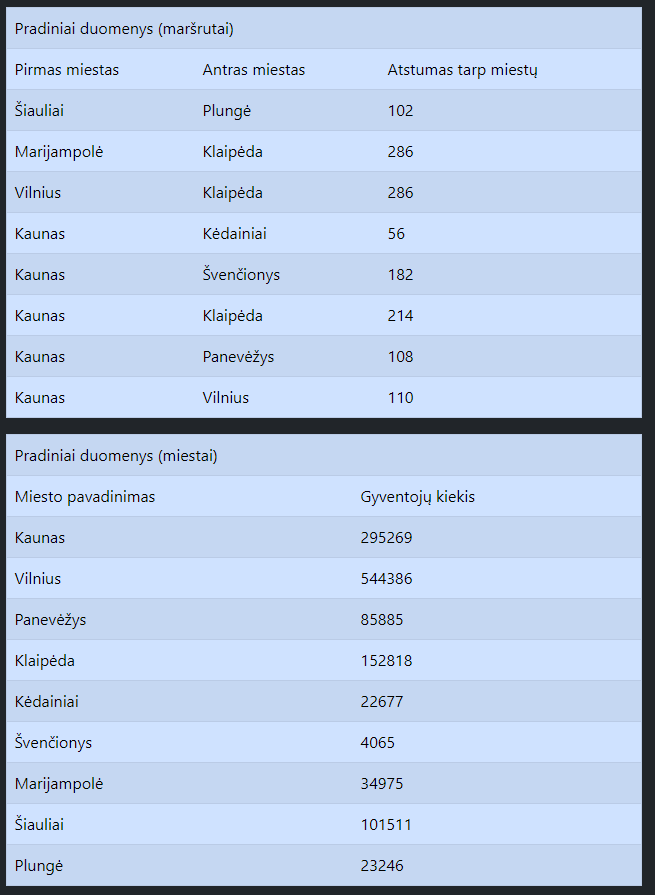 Pradiniai duomenys (maršrutai)
Pirmas miestas Antras miestas Atstumas tarp miestų
Šiauliai Plungė 102
Marijampolė Klaipėda 286
Vilnius Klaipėda 286
Kaunas Kėdainiai 56
Kaunas Švenčionys 182
Kaunas Klaipėda 214
Kaunas Panevėžys 108
Kaunas Vilnius 110
Pradiniai duomenys (miestai)
Miesto pavadinimas Gyventojų kiekis
Kaunas 295269
Vilnius 544386
Panevėžys 85885
Klaipėda 152818
Kėdainiai 22677
Švenčionys 4065
Marijampolė 34975
Šiauliai 101511
Plungė 23246